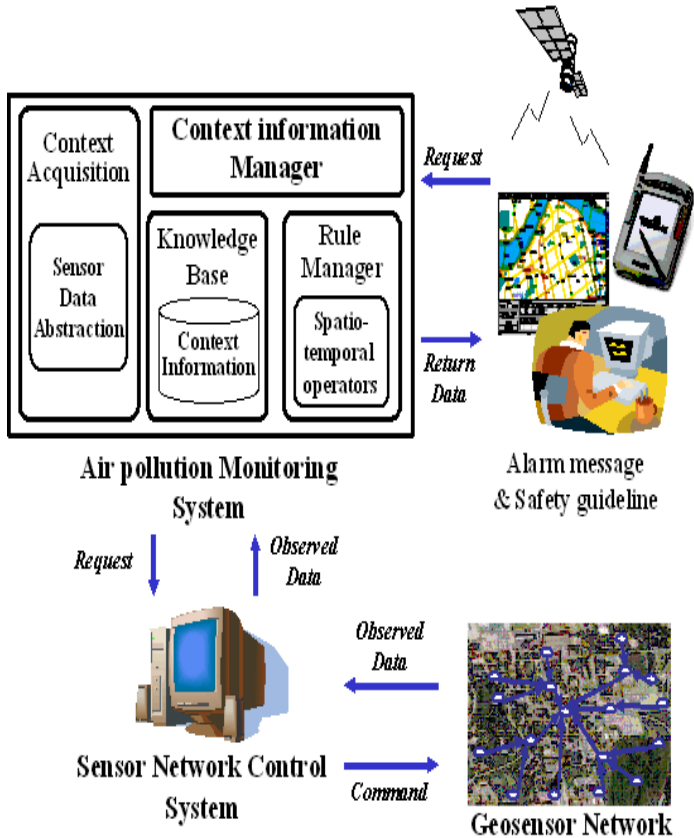 Context
Acquisition
Sensor
Data
Abstraction
Context information
Manager
Knowledge
Base
Context
Information
Rule
Manager
Spatio-
temporal
operators
Request
Return
Data
Air pollution Monitoring
System
Alarm message
& Safety guideline
Request
Observed
Data
Observed
Data
Sensor Network Control
System
Command
Geosensor Network